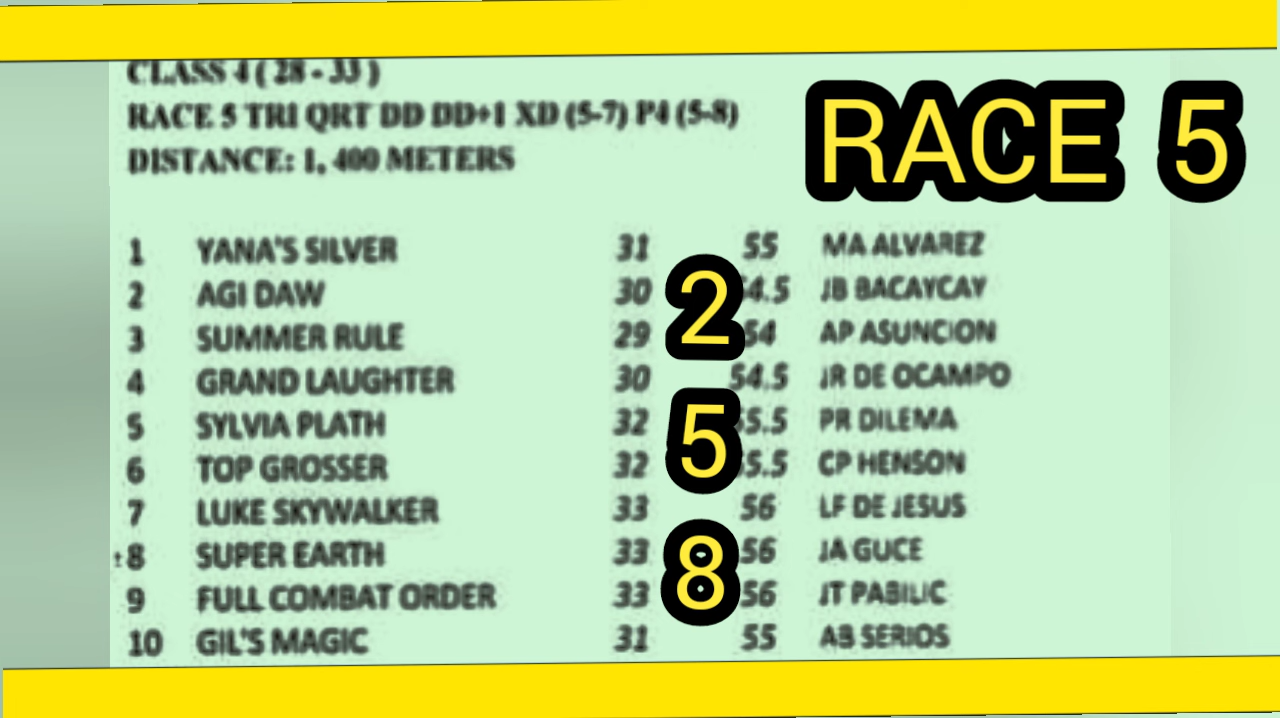 CLASS 4 ( 28 - 33 )
RACE 5 TRI QRT DD DD+1 XD (5-7) P4 (5-8)
DISTANCE: 1, 400 METERS
RACE 5
1 YANA'S SILVER 31 55 MA ALVAREZ
2 AGI DAW 30 54.5 JB BACAYCAY
3 SUMMER RULE 29 54 AP ASUNCION
4 GRAND LAUGHTER 30 54.5 JR DE OCAMPO
5 SYLVIA PLATH 32 55.5 PR DILEMA
6 TOP GROSSER 32 55.5 CP HENSON
7 LUKE SKYWALKER 33 56 LF DE JESUS
8 SUPER EARTH 33 56 JA GUCE
9 FULL COMBAT ORDER 33 56 JT PABILIC
10 GIL'S MAGIC 31 55 AB SERIOS
2
5
8